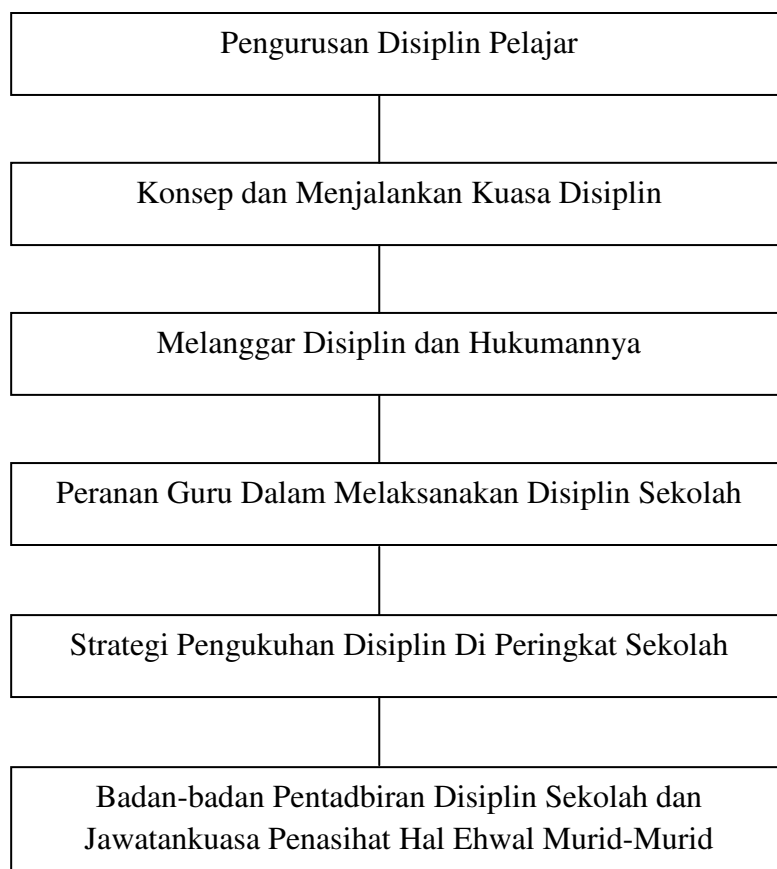 Pengurusan Disiplin Pelajar
Konsep dan Menjalankan Kuasa Disiplin
Melanggar Disiplin dan Hukumannya
Peranan Guru Dalam Melaksanakan Disiplin Sekolah
Strategi Pengukuhan Disiplin Di Peringkat Sekolah
Badan-badan Pentadbiran Disiplin Sekolah dan
Jawatankuasa Penasihat Hal Ehwal Murid-Murid